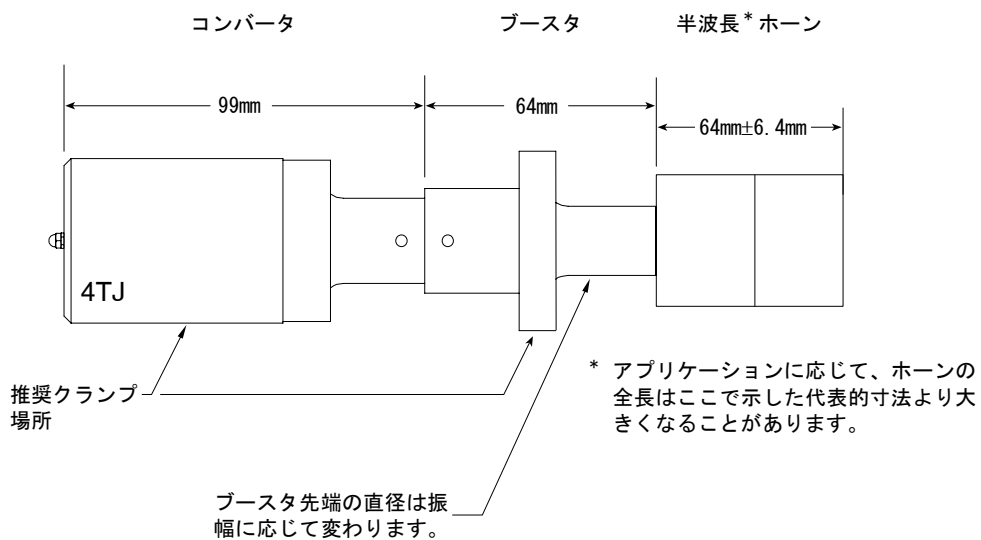 コンバータ
ブースタ
半波長*ホーン
99mm
64mm
64mm±6.4mm
4TJ
推奨クランプ
場所
* アプリケーションに応じて、ホーンの
全長はここで示した代表的寸法より大
きくなることがあります。
ブースタ先端の直径は振
幅に応じて変わります。